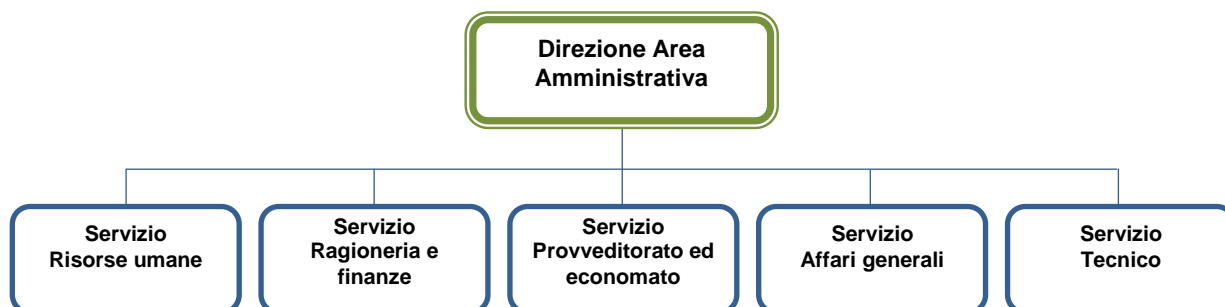 Direzione Area
Amministrativa
Servizio
Risorse umane
Servizio
Ragioneria e
finanze
Servizio
Provveditorato ed
economato
Servizio
Affari generali
Servizio
Tecnico